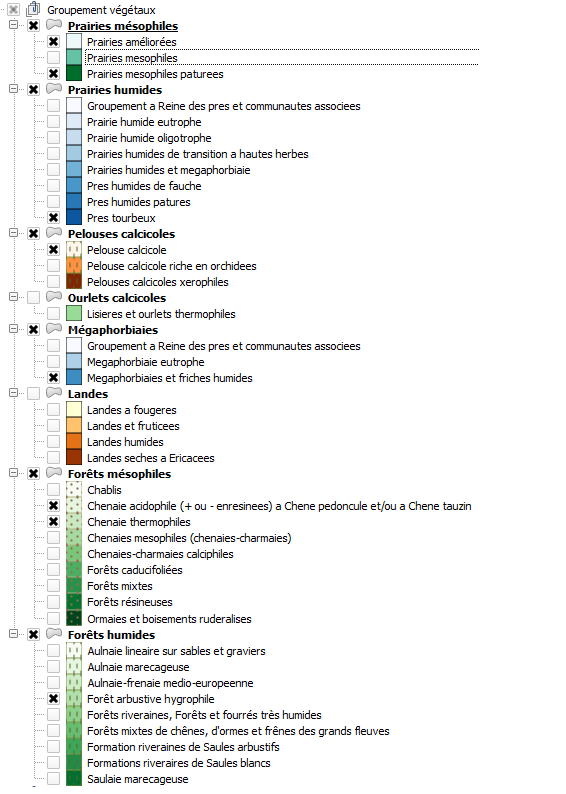 Groupement végétaux
Prairies mésophiles
Prairies améliorées
Prairies mesophiles
Prairies mesophiles paturees
Prairies humides
Groupement a Reine des pres et communautes associees
Prairie humide eutrophe
Prairie humide oligotrophe
Prairies humides de transition a hautes herbes
Prairies humides et megaphorbiaie
Pres humides de fauche
Pres humides patures
Pres tourbeux
Pelouses calcicoles
Pelouse calcicole
Pelouse calcicole riche en orchidees
Pelouses calcicoles xerophiles
Ourlets calcicoles
Lisieres et ourlets thermophiles
Mégaphorbiaies
Groupement a Reine des pres et communautes associees
Megaphorbiaie eutrophe
Megaphorbiaies et friches humides
Landes
Landes a fougeres
Landes et fruticees
Landes humides
Landes seches a Ericacees
Forêts mésophiles
Chablis
Chenaie acidophile (+ ou - enresinees) a Chene pedoncule et/ou a Chene tauzin
Chenaie thermophiles
Chenaies mesophiles (chenaies-charmaies)
Chenaies-charmaies calciphiles
Forêts caducifoliées
Forêts mixtes
Forêts résineuses
Ormaies et boisements ruderalises
Forêts humides
Aulnaie lineaire sur sables et graviers
Aulnaie marecageuse
Aulnaie-frenaie medio-europeenne
Forêt arbustive hygrophile
Forêts riveraines, Forêts et fourrés très humides
Forêts mixtes de chênes, d'ormes et frênes des grands fleuves
Formation riveraines de Saules arbustifs
Formations riveraires de Saules blancs
Saulaie marecageuse